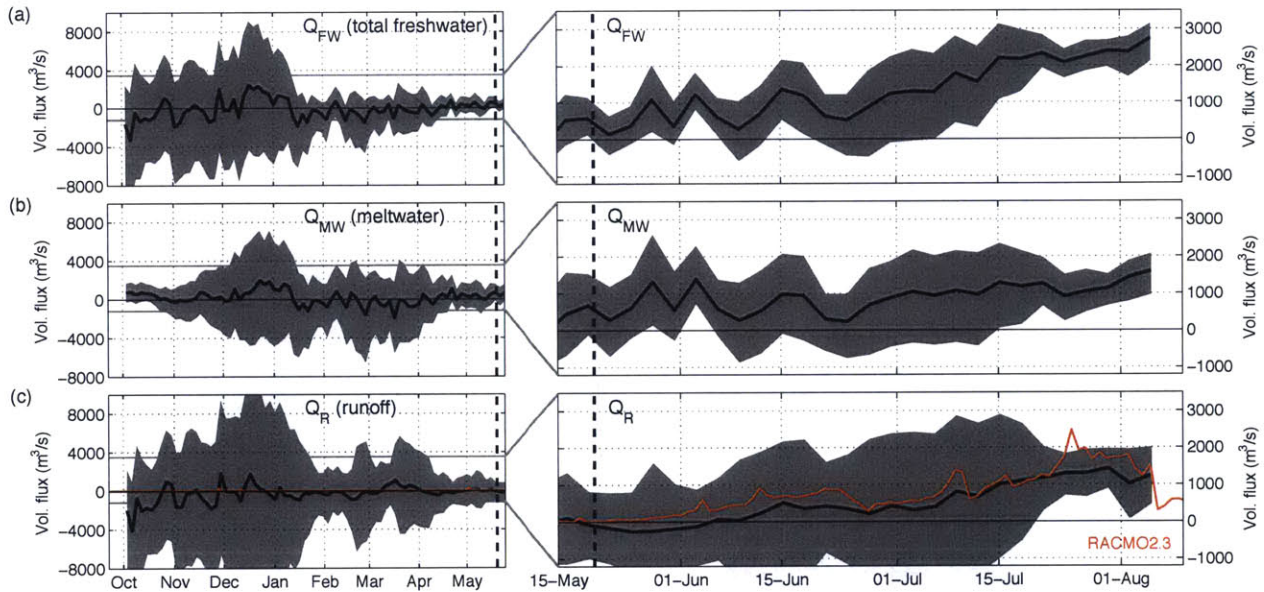 (a)
8000
4000
0
−4000
−8000
Vol. flux (m³/s)
Q_FW (total freshwater)
Q_FW
3000
2000
1000
0
−1000
Vol. flux (m³/s)
(b)
8000
4000
0
−4000
−8000
Vol. flux (m³/s)
Q_MW (meltwater)
Q_MW
3000
2000
1000
0
−1000
Vol. flux (m³/s)
(c)
8000
4000
0
−4000
−8000
Vol. flux (m³/s)
Q_R (runoff)
Q_R
RACMO2.3
3000
2000
1000
0
−1000
Vol. flux (m³/s)
Oct Nov Dec Jan Feb Mar Apr May
15−May 01−Jun 15−Jun 01−Jul 15−Jul 01−Aug